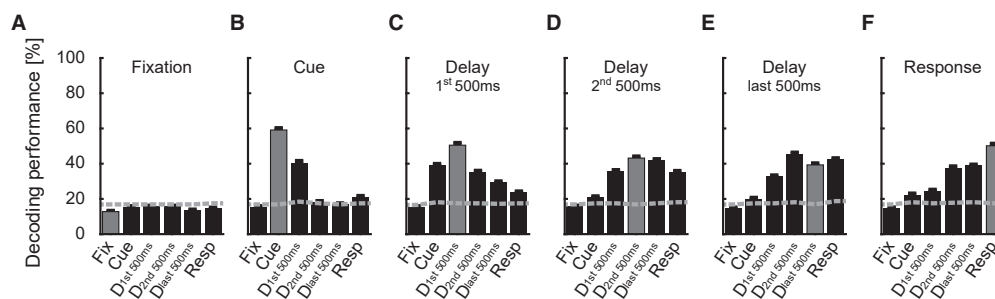 A B C D E F
Decoding performance [%]
100
80
60
40
20
0
Fixation
Cue
Delay
1st 500ms
Delay
2nd 500ms
Delay
last 500ms
Response
Fix Cue D1st 500ms D2nd 500ms Dlast 500ms Resp
Fix Cue D1st 500ms D2nd 500ms Dlast 500ms Resp
Fix Cue D1st 500ms D2nd 500ms Dlast 500ms Resp
Fix Cue D1st 500ms D2nd 500ms Dlast 500ms Resp
Fix Cue D1st 500ms D2nd 500ms Dlast 500ms Resp
Fix Cue D1st 500ms D2nd 500ms Dlast 500ms Resp